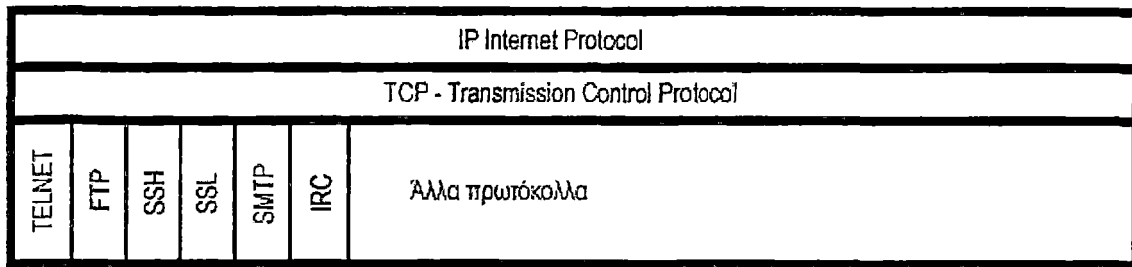 IP Internet Protocol
TCP - Transmission Control Protocol
TELNET
FTP
SSH
SSL
SMTP
IRC
Άλλα πρωτόκολλα